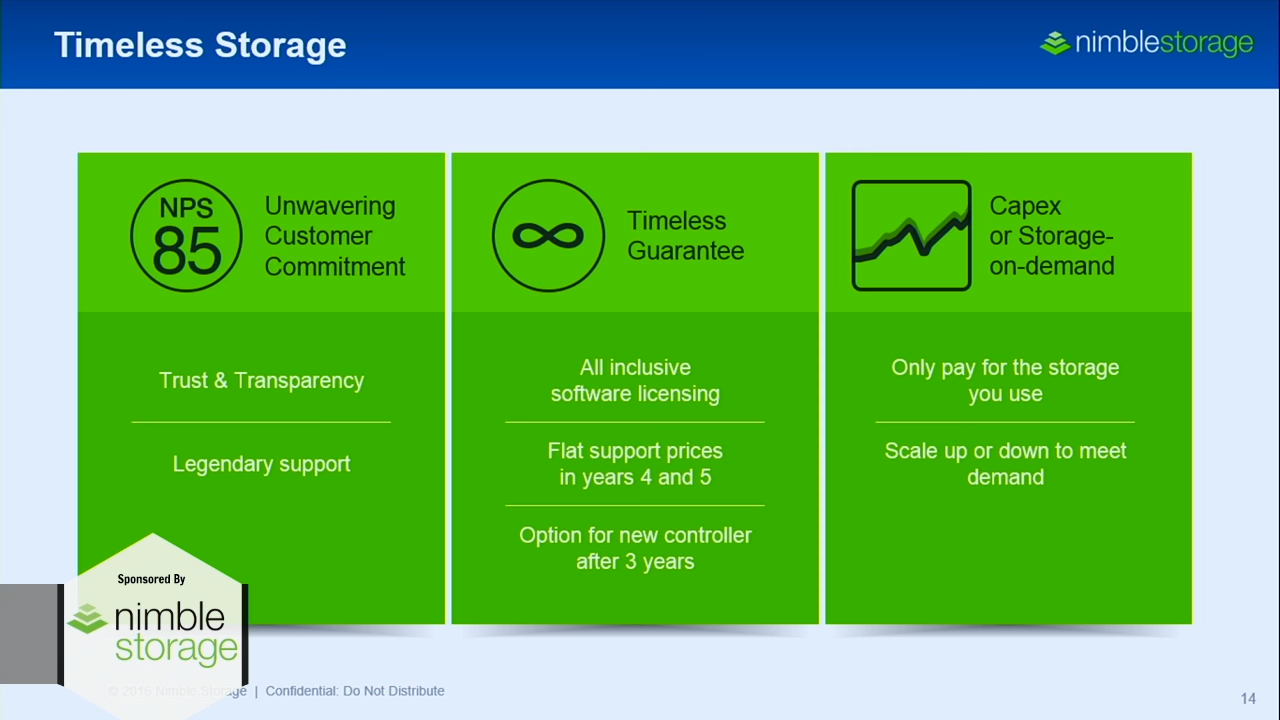 Timeless Storage
nimblestorage
NPS
85
Unwavering
Customer
Commitment
Trust & Transparency
Legendary support
Timeless
Guarantee
All inclusive
software licensing
Flat support prices
in years 4 and 5
Option for new controller
after 3 years
Capex
or Storage-
on-demand
Only pay for the storage
you use
Scale up or down to meet
demand
Sponsored By
nimble
storage
© 2016 Nimble Storage | Confidential: Do Not Distribute
14